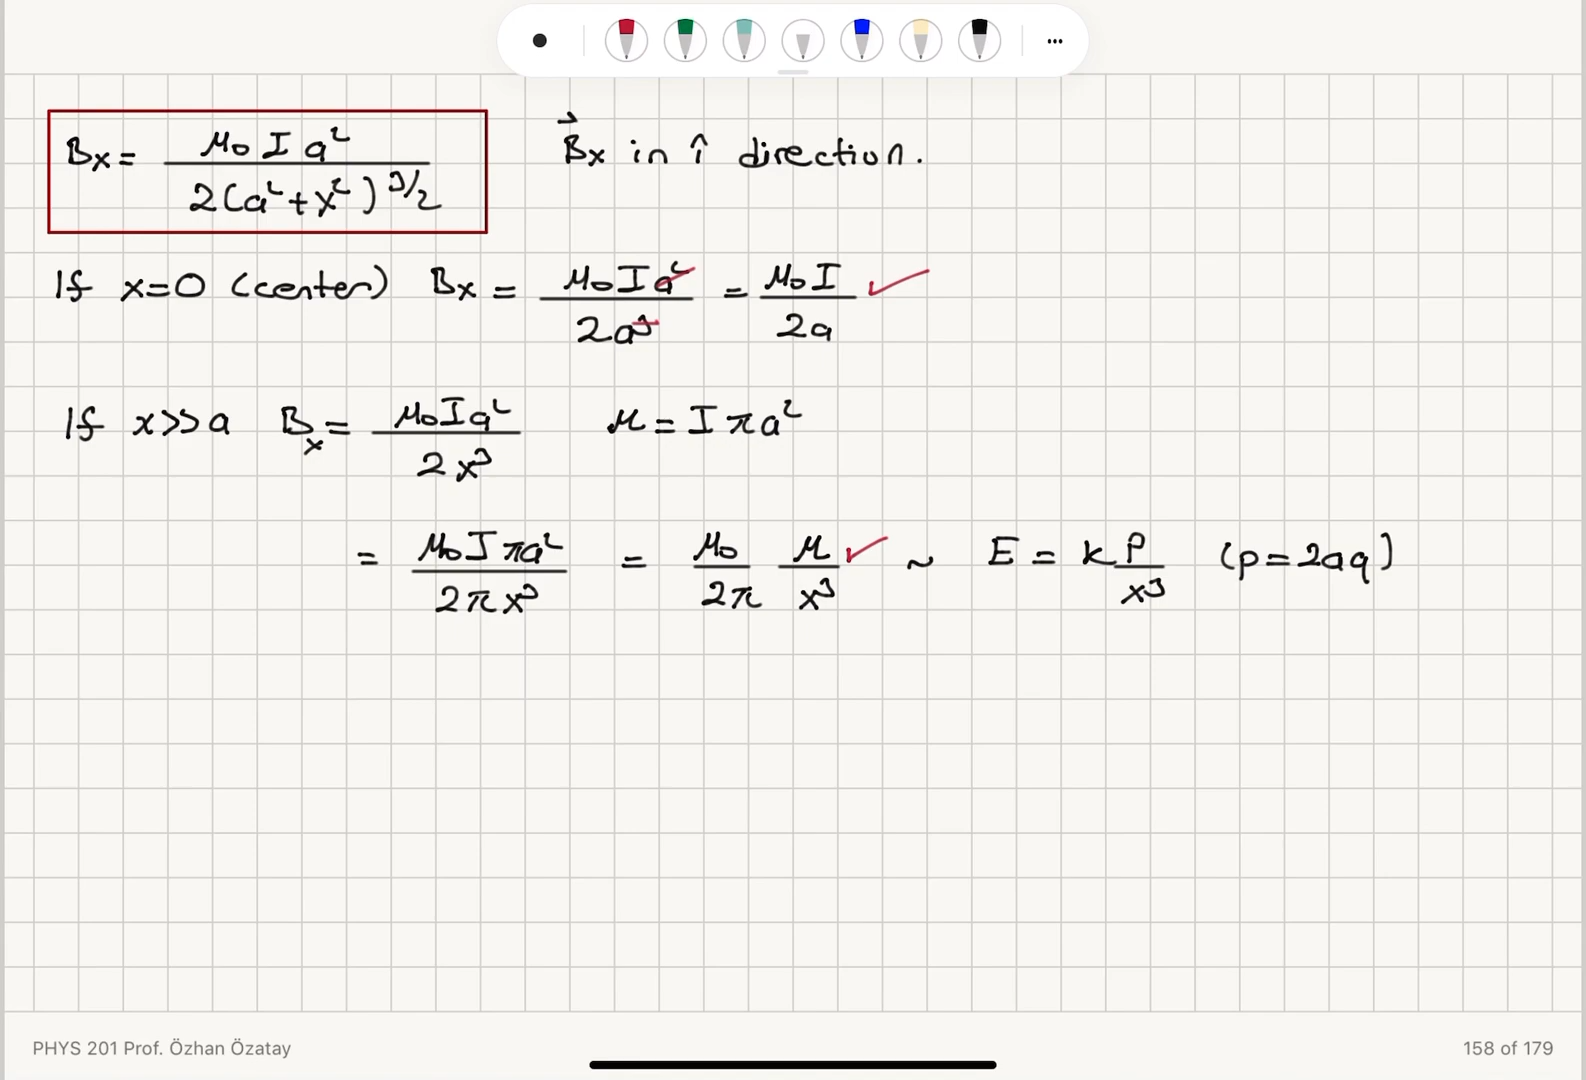 Bx = μ₀ I a² / 2(a²+x²)^3/2    B⃗x in î direction.
If x=0 (center) Bx = μ₀Ia² / 2a³ = μ₀I / 2a ✓
If x>>a Bx = μ₀Ia² / 2x³    μ = I π a²
= μ₀Iπa² / 2πx³ = μ₀/2π μ/x³ ✓ ~ E = k p/x³ (p=2aq)
PHYS 201 Prof. Özhan Özatay
158 of 179